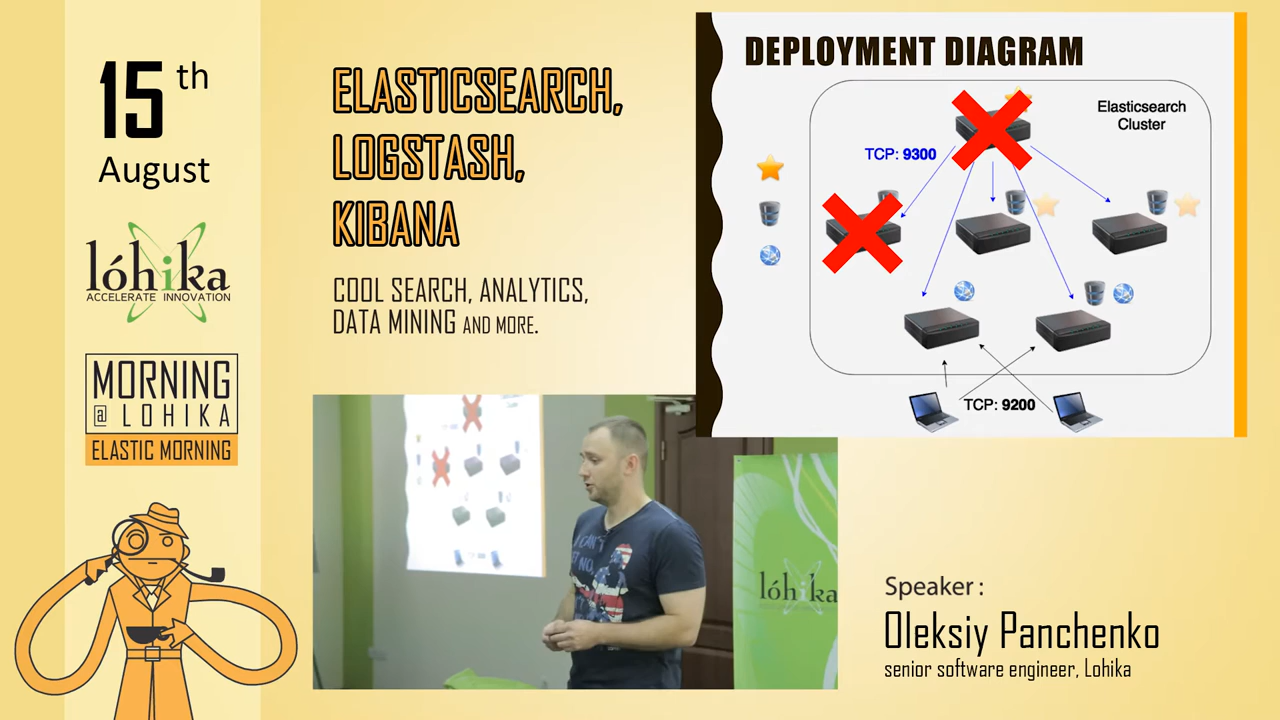 15 th
August
lóhika
ACCELERATE INNOVATION
MORNING
@ LOHIKA
ELASTIC MORNING
ELASTICSEARCH,
LOGSTASH,
KIBANA
COOL SEARCH, ANALYTICS,
DATA MINING AND MORE.
DEPLOYMENT DIAGRAM
Elasticsearch
Cluster
TCP: 9300
TCP: 9200
lóhika
Speaker :
Oleksiy Panchenko
senior software engineer, Lohika